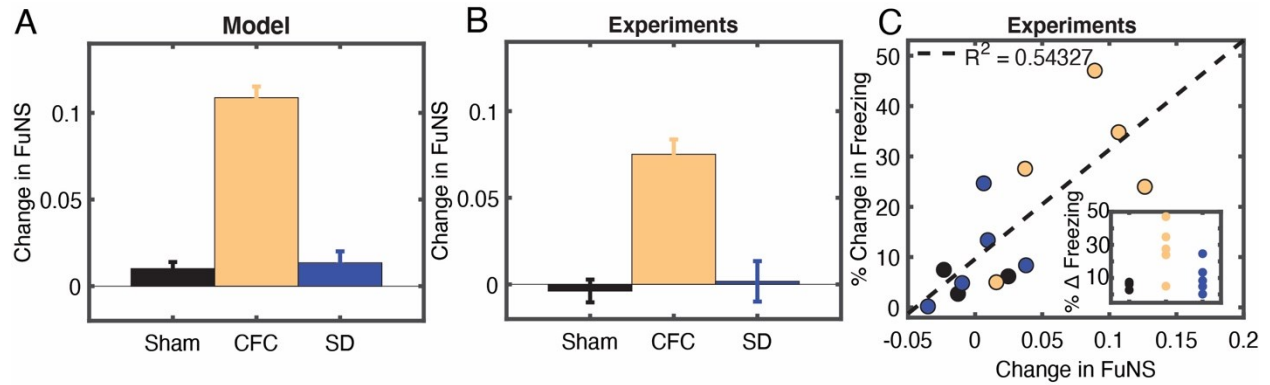 A
Model
Change in FuNS
0.1
0.05
0
Sham CFC SD
B
Experiments
Change in FuNS
0.1
0.05
0
Sham CFC SD
C
Experiments
% Change in Freezing
50
40
30
20
10
0
R² = 0.54327
% Δ Freezing
50
30
10
-0.05 0 0.05 0.1 0.15 0.2
Change in FuNS